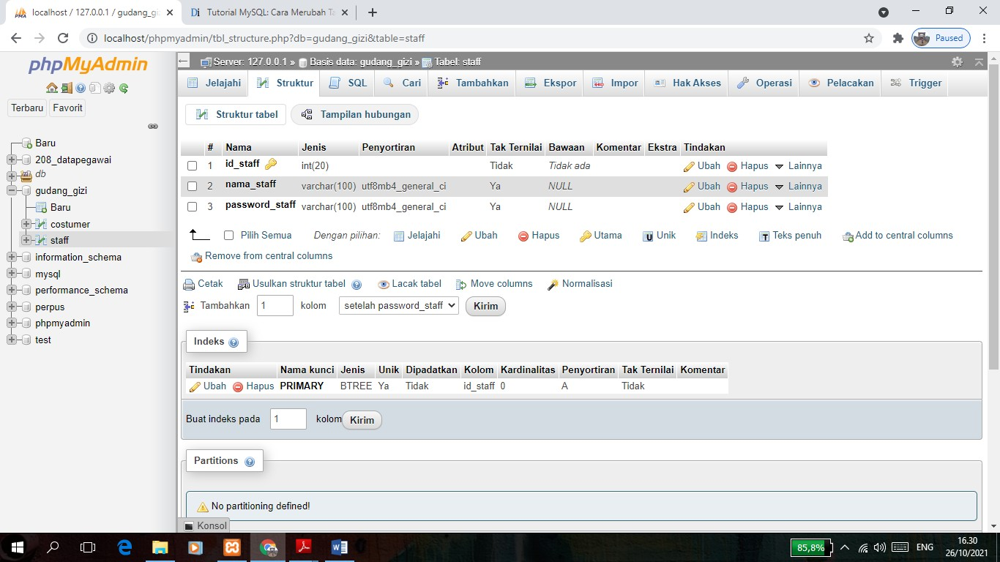 localhost / 127.0.0.1 / gudang_gi
Tutorial MySQL: Cara Merubah Ta
localhost/phpmyadmin/tbl_structure.php?db=gudang_gizi&table=staff
Paused
phpMyAdmin
Terbaru Favorit
Baru
208_datapegawai
db
gudang_gizi
Baru
costumer
staff
information_schema
mysql
performance_schema
perpus
phpmyadmin
test
Server: 127.0.0.1 » Basis data: gudang_gizi » Tabel: staff
Jelajahi Struktur SQL Cari Tambahkan Ekspor Impor Hak Akses Operasi Pelacakan Trigger
Struktur tabel Tampilan hubungan
# Nama Jenis Penyortiran Atribut Tak Ternilai Bawaan Komentar Ekstra Tindakan
1 id_staff int(20) Tidak Tidak ada Ubah Hapus Lainnya
2 nama_staff varchar(100) utf8mb4_general_ci Ya NULL Ubah Hapus Lainnya
3 password_staff varchar(100) utf8mb4_general_ci Ya NULL Ubah Hapus Lainnya
Pilih Semua Dengan pilihan: Jelajahi Ubah Hapus Utama Unik Indeks Teks penuh Add to central columns
Remove from central columns
Cetak Usulkan struktur tabel Lacak tabel Move columns Normalisasi
Tambahkan 1 kolom setelah password_staff Kirim
Indeks
Tindakan Nama kunci Jenis Unik Dipadatkan Kolom Kardinalitas Penyortiran Tak Ternilai Komentar
Ubah Hapus PRIMARY BTREE Ya Tidak id_staff 0 A Tidak
Buat indeks pada 1 kolom Kirim
Partitions
No partitioning defined!
Konsol
85,8% ENG 16.30
26/10/2021